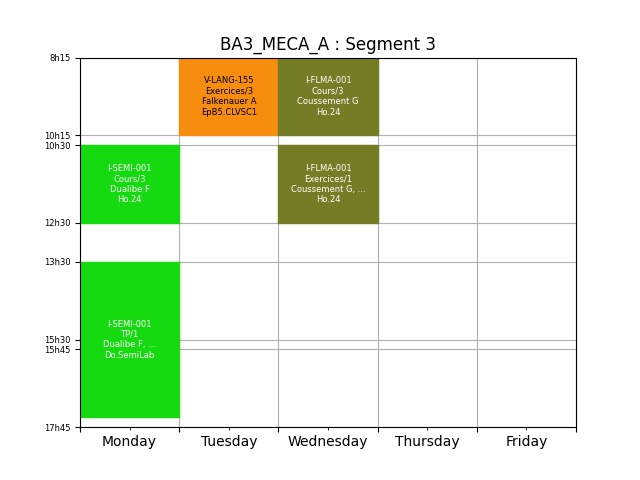 BA3_MECA_A : Segment 3
8h15
V-LANG-155
Exercices/3
Falkenauer A
EpB5.CLVSC1
I-FLMA-001
Cours/3
Coussement G
Ho.24
10h15
10h30
I-SEMI-001
Cours/3
Dualibe F
Ho.24
I-FLMA-001
Exercices/1
Coussement G, ...
Ho.24
12h30
13h30
I-SEMI-001
TP/1
Dualibe F, ...
Do.SemiLab
15h30
15h45
17h45
Monday
Tuesday
Wednesday
Thursday
Friday